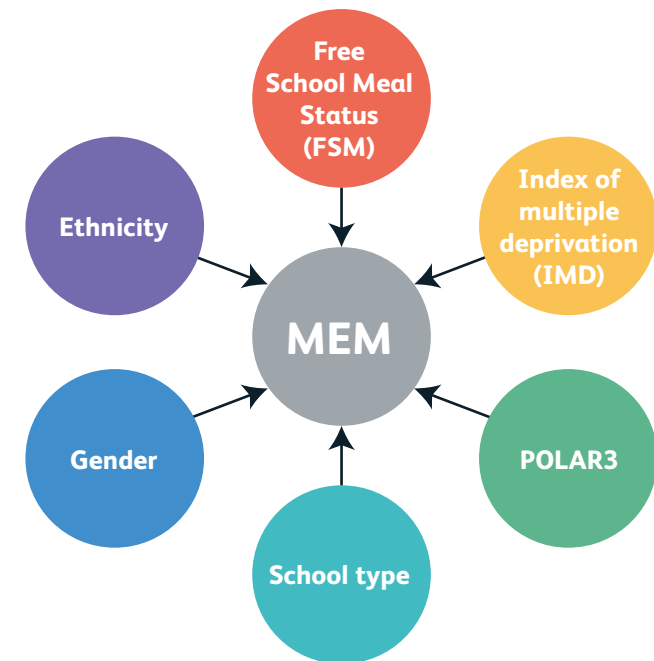 Free
School Meal
Status
(FSM)
Ethnicity
Index of
multiple
deprivation
(IMD)
MEM
Gender
POLAR3
School type